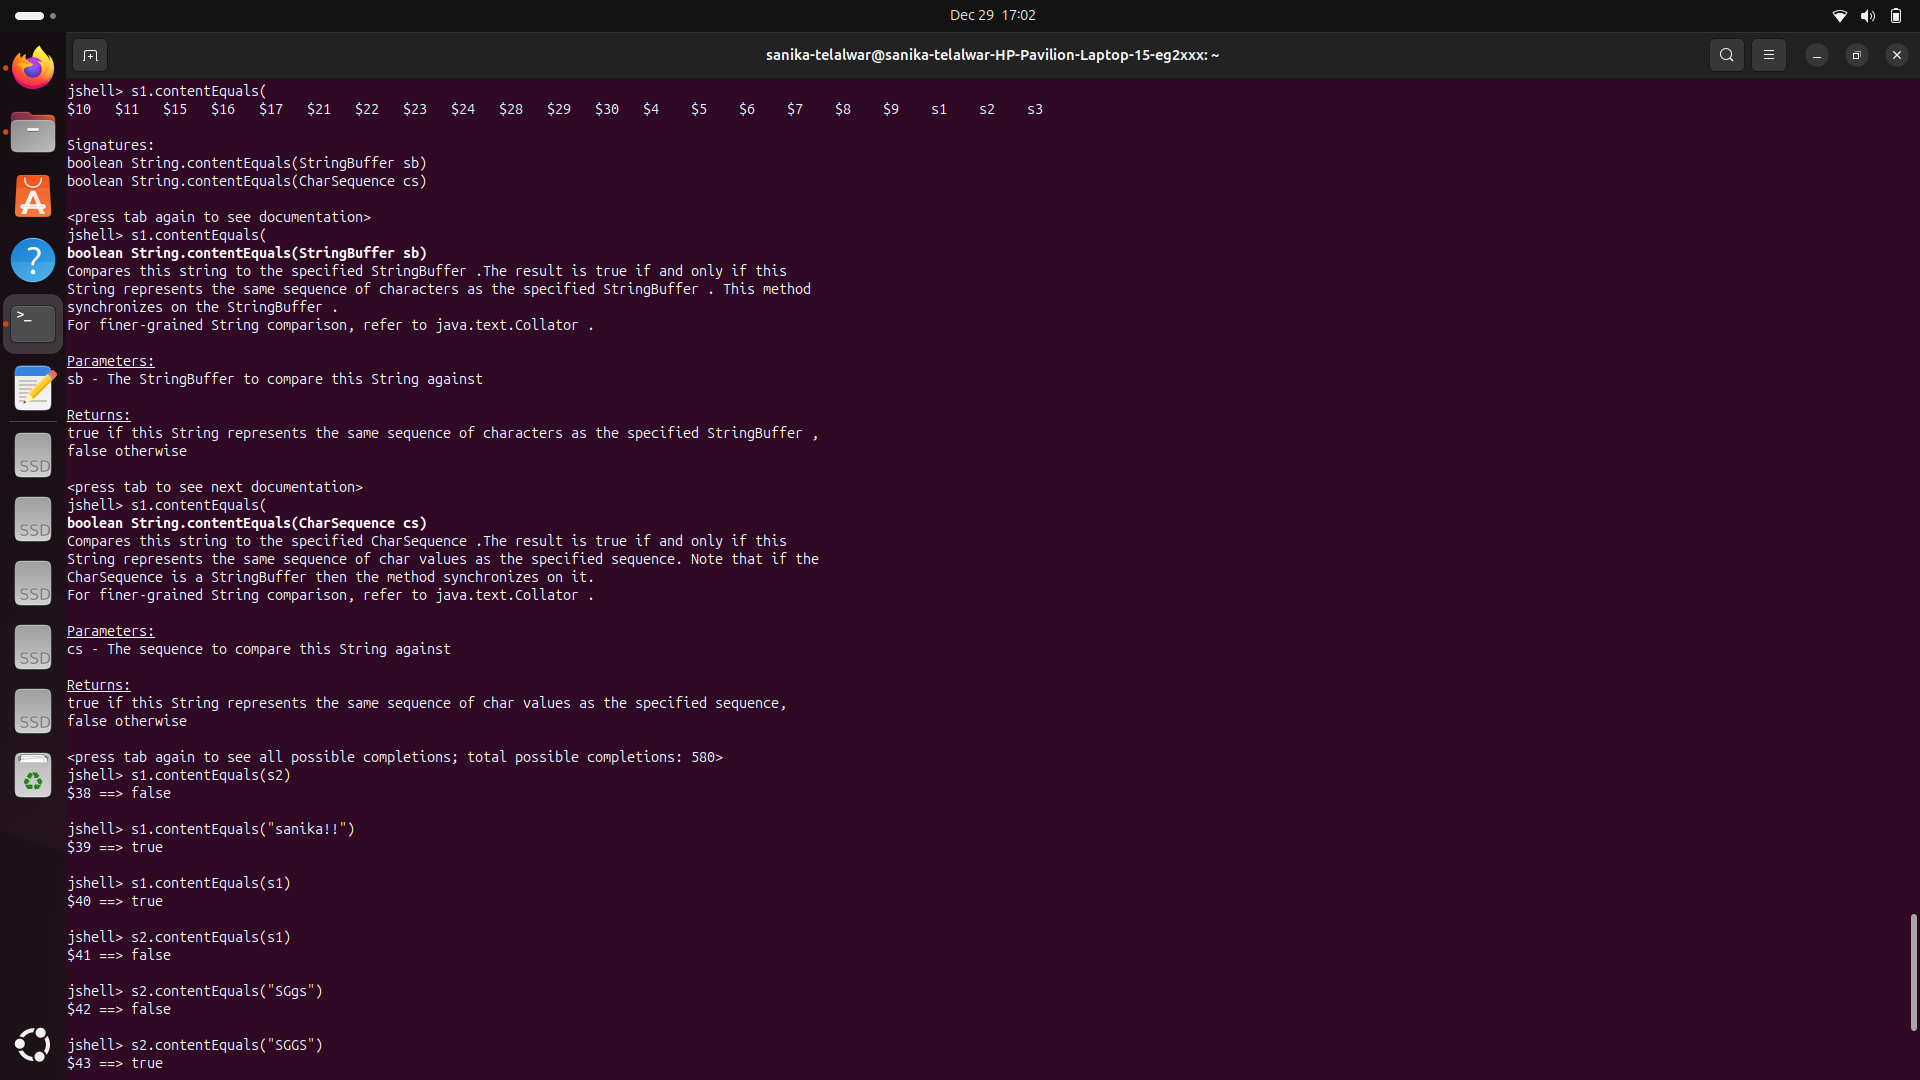 Dec 29 17:02
sanika-telalwar@sanika-telalwar-HP-Pavilion-Laptop-15-eg2xxx: ~
jshell> s1.contentEquals(
$10 $11 $15 $16 $17 $21 $22 $23 $24 $28 $29 $30 $4 $5 $6 $7 $8 $9 s1 s2 s3
Signatures:
boolean String.contentEquals(StringBuffer sb)
boolean String.contentEquals(CharSequence cs)
<press tab again to see documentation>
jshell> s1.contentEquals(
boolean String.contentEquals(StringBuffer sb)
Compares this string to the specified StringBuffer .The result is true if and only if this
String represents the same sequence of characters as the specified StringBuffer . This method
synchronizes on the StringBuffer .
For finer-grained String comparison, refer to java.text.Collator .
Parameters:
sb - The StringBuffer to compare this String against
Returns:
true if this String represents the same sequence of characters as the specified StringBuffer ,
false otherwise
<press tab to see next documentation>
jshell> s1.contentEquals(
boolean String.contentEquals(CharSequence cs)
Compares this string to the specified CharSequence .The result is true if and only if this
String represents the same sequence of char values as the specified sequence. Note that if the
CharSequence is a StringBuffer then the method synchronizes on it.
For finer-grained String comparison, refer to java.text.Collator .
Parameters:
cs - The sequence to compare this String against
Returns:
true if this String represents the same sequence of char values as the specified sequence,
false otherwise
<press tab again to see all possible completions; total possible completions: 580>
jshell> s1.contentEquals(s2)
$38 ==> false
jshell> s1.contentEquals("sanika!!")
$39 ==> true
jshell> s1.contentEquals(s1)
$40 ==> true
jshell> s2.contentEquals(s1)
$41 ==> false
jshell> s2.contentEquals("SGgs")
$42 ==> false
jshell> s2.contentEquals("SGGS")
$43 ==> true
SSD
SSD
SSD
SSD
SSD